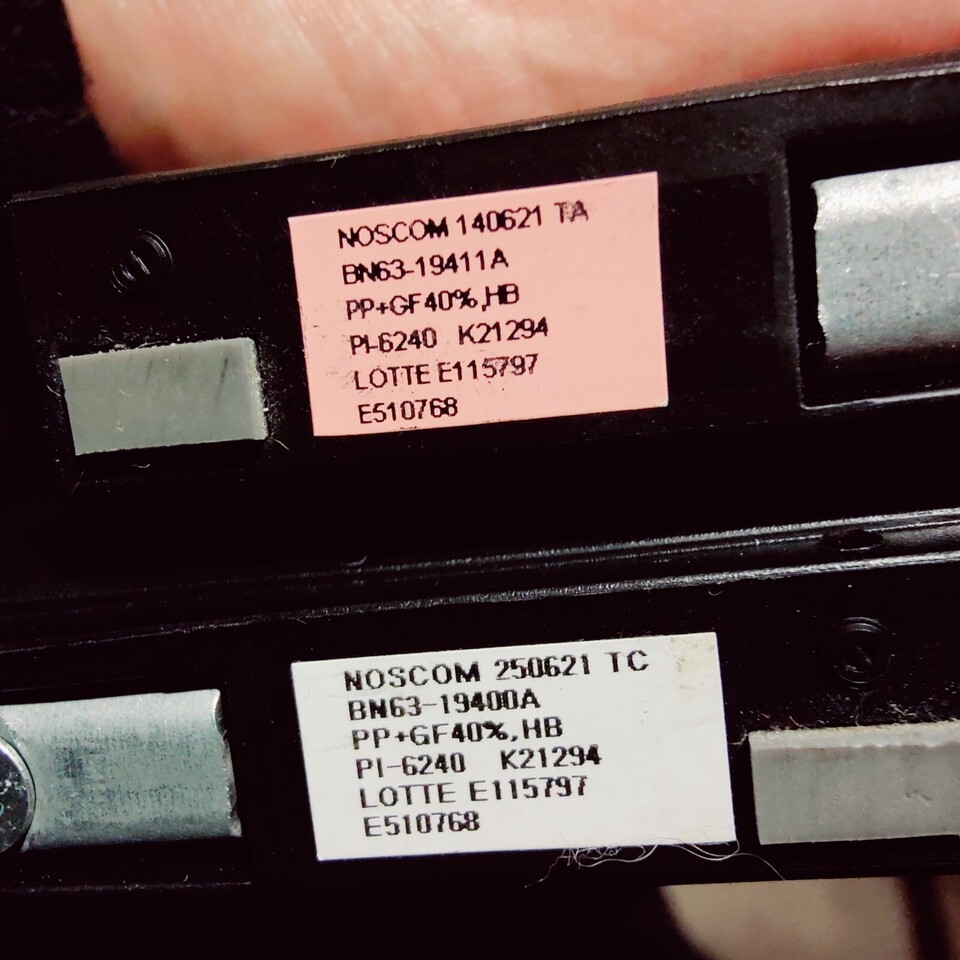 NOSCOM 140621 TA
BN63-19411A
PP+GF40%,HB
PI-6240 K21294
LOTTE E115797
E510768
NOSCOM 250621 TC
BN63-19400A
PP+GF40%,HB
PI-6240 K21294
LOTTE E115797
E510768